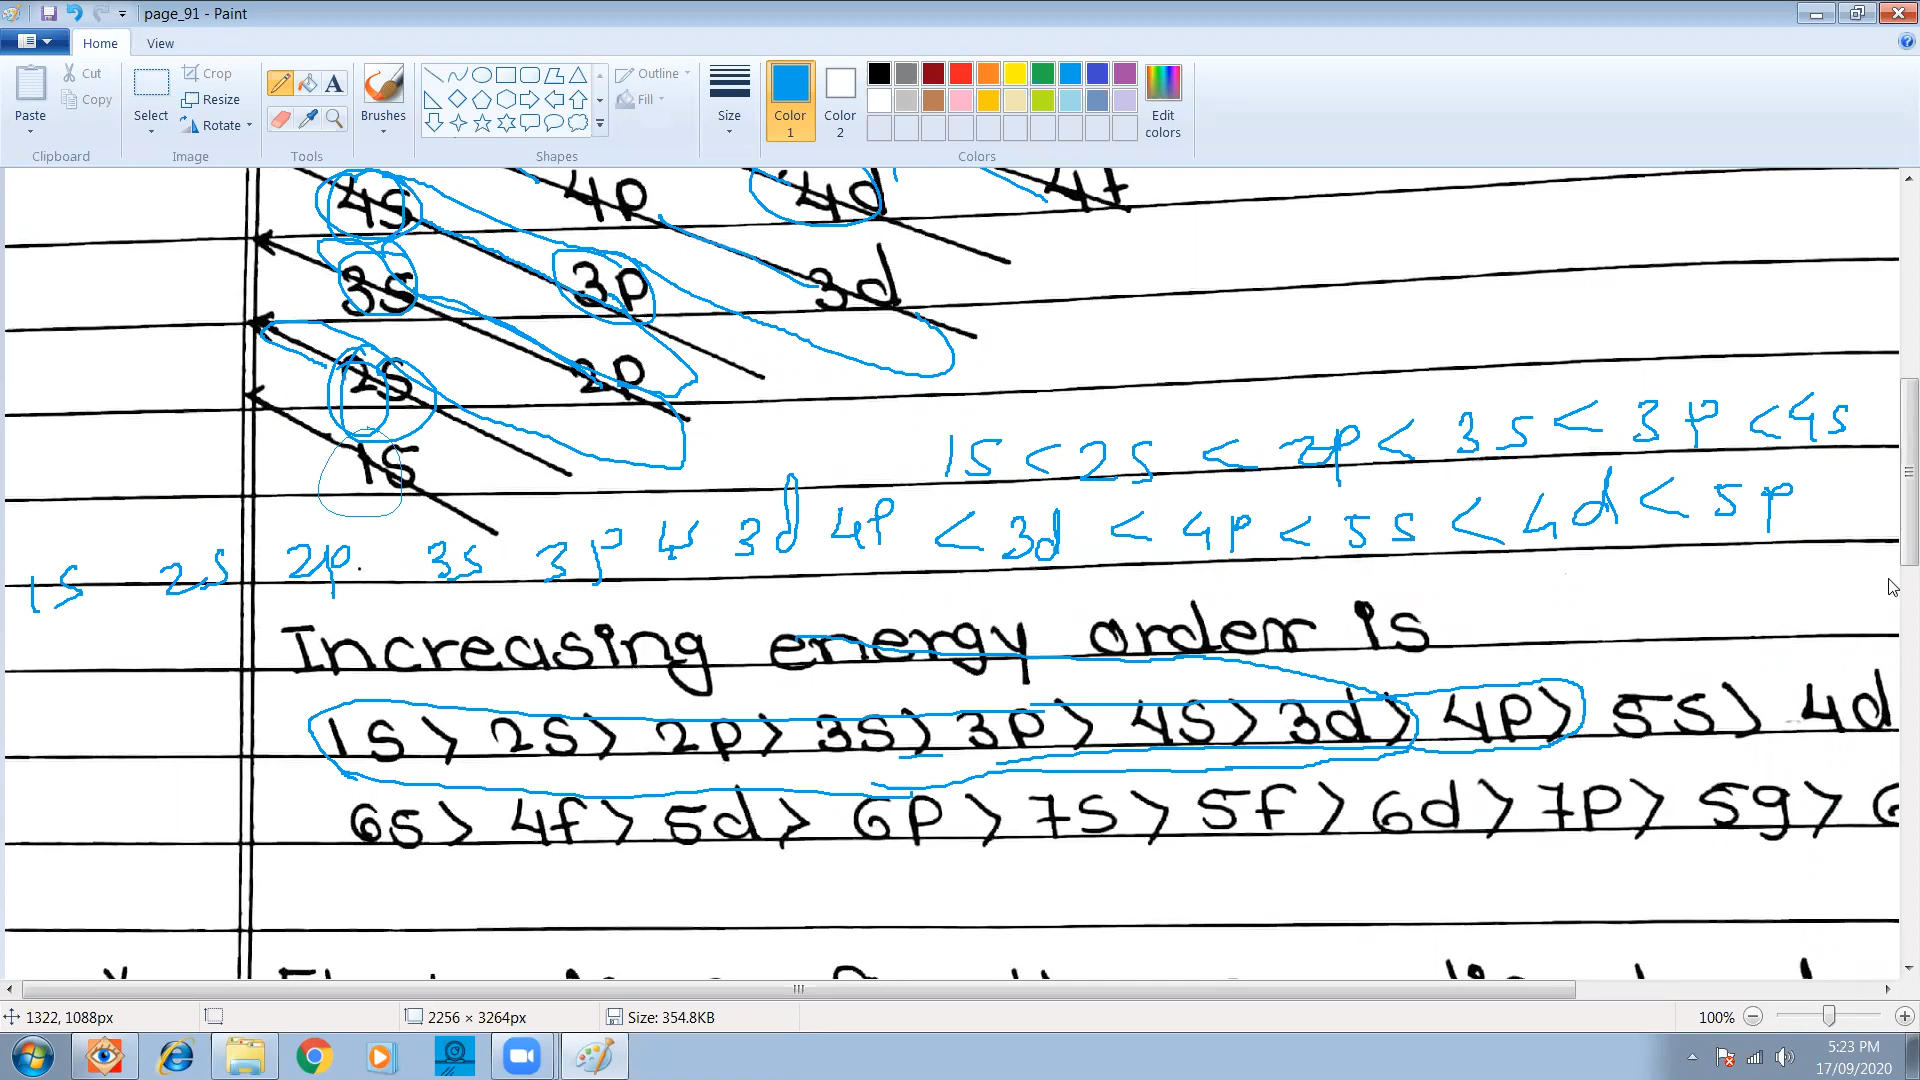 page_91 - Paint
Home View
Paste Cut Copy Select Crop Resize Rotate Brushes Outline Fill Size Color 1 Color 2 Edit colors
Clipboard Image Tools Shapes Colors
4s 4p 4d 4f
3s 3p 3d
2s 2p
1s
1s < 2s < 2p < 3s < 3p < 4s
< 3d < 4p < 5s < 4d < 5p
1s 2s 2p 3s 3p 4s 3d 4p
Increasing energy order is
1s > 2s > 2p > 3s > 3p > 4s > 3d > 4p > 5s > 4d
6s > 4f > 5d > 6p > 7s > 5f > 6d > 7p > 5g > 6
1322, 1088px 2256 × 3264px Size: 354.8KB 100%
5:23 PM
17/09/2020